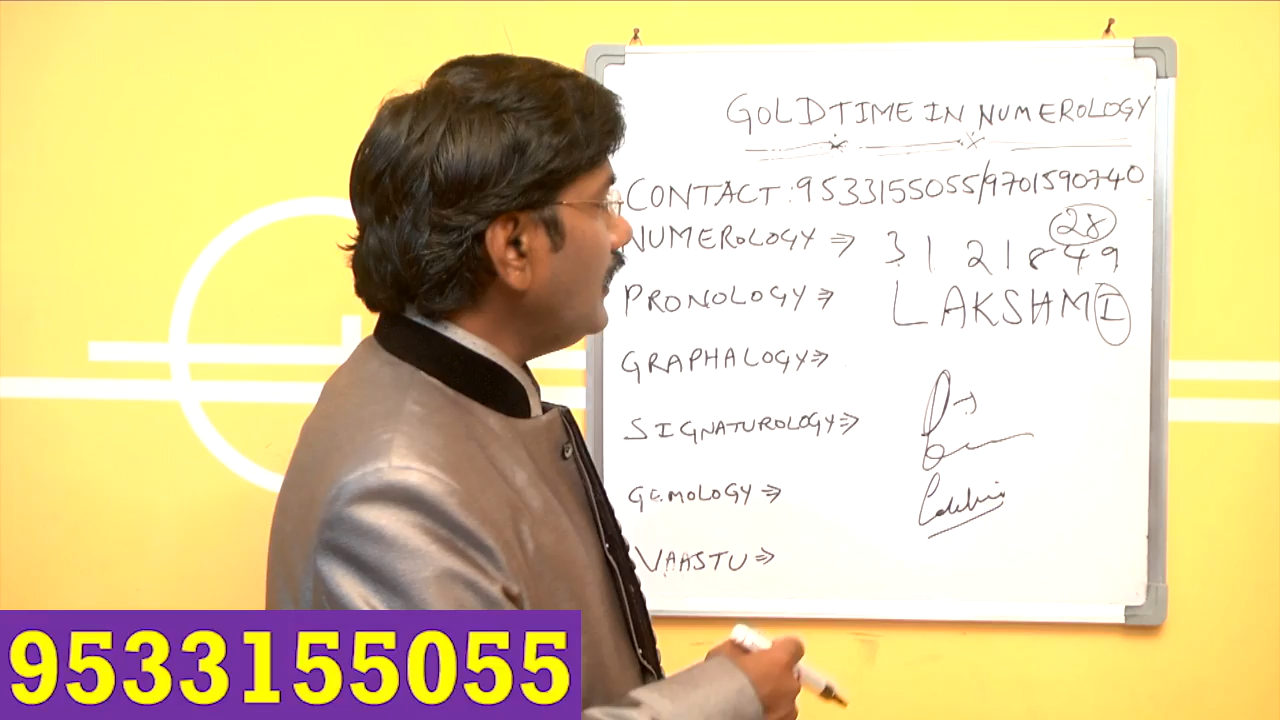 GOLDTIME IN NUMEROLOGY
CONTACT : 9533155055/9701590740
28
NUMEROLOGY ⇒ 3 1 2 1 8 4 9
PRONOLOGY ⇒ LAKSHMI
GRAPHALOGY ⇒
SIGNATUROLOGY ⇒
GEMOLOGY ⇒
VAASTU ⇒
9533155055